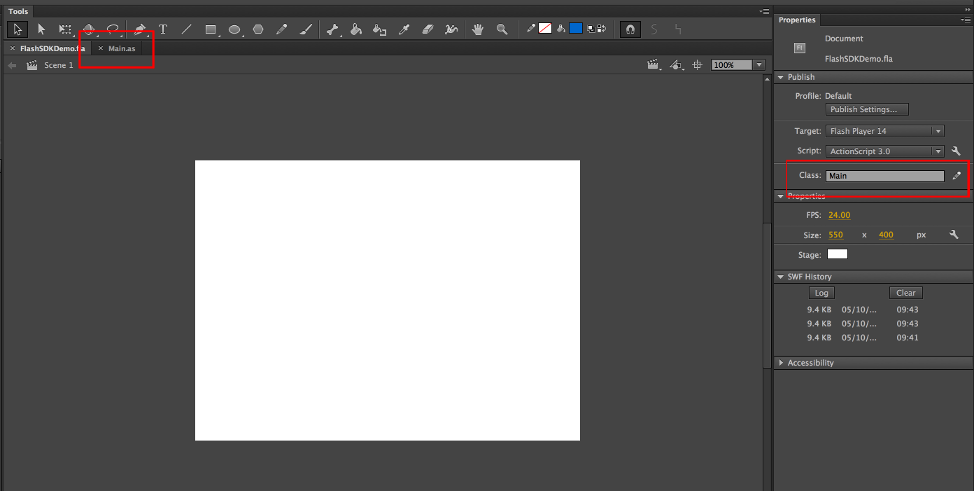 Tools
T
FlashSDKDemo.fla
Main.as
Scene 1
100%
Properties
Fl
Document
FlashSDKDemo.fla
Publish
Profile: Default
Publish Settings...
Target: Flash Player 14
Script: ActionScript 3.0
Class: Main
Properties
FPS: 24.00
Size: 550 x 400 px
Stage:
SWF History
Log Clear
9.4 KB 05/10/... 09:43
9.4 KB 05/10/... 09:43
9.4 KB 05/10/... 09:41
Accessibility